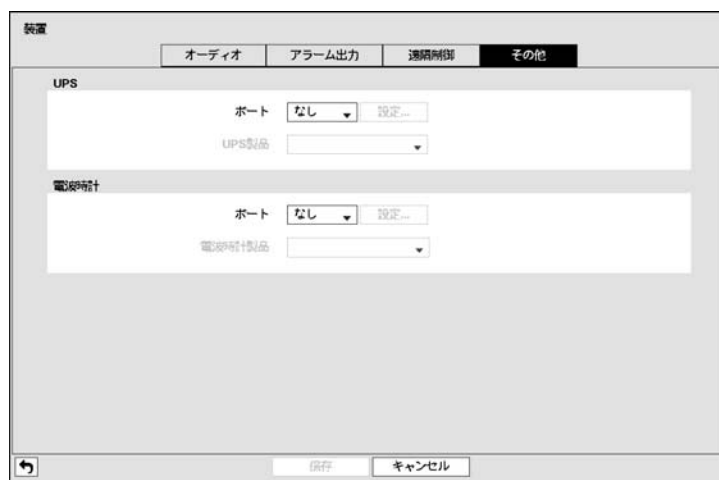 装置
オーディオ アラーム出力 遠隔制御 その他
UPS
ポート なし 設定...
UPS製品
電波時計
ポート なし 設定...
電波時計製品
保存 キャンセル